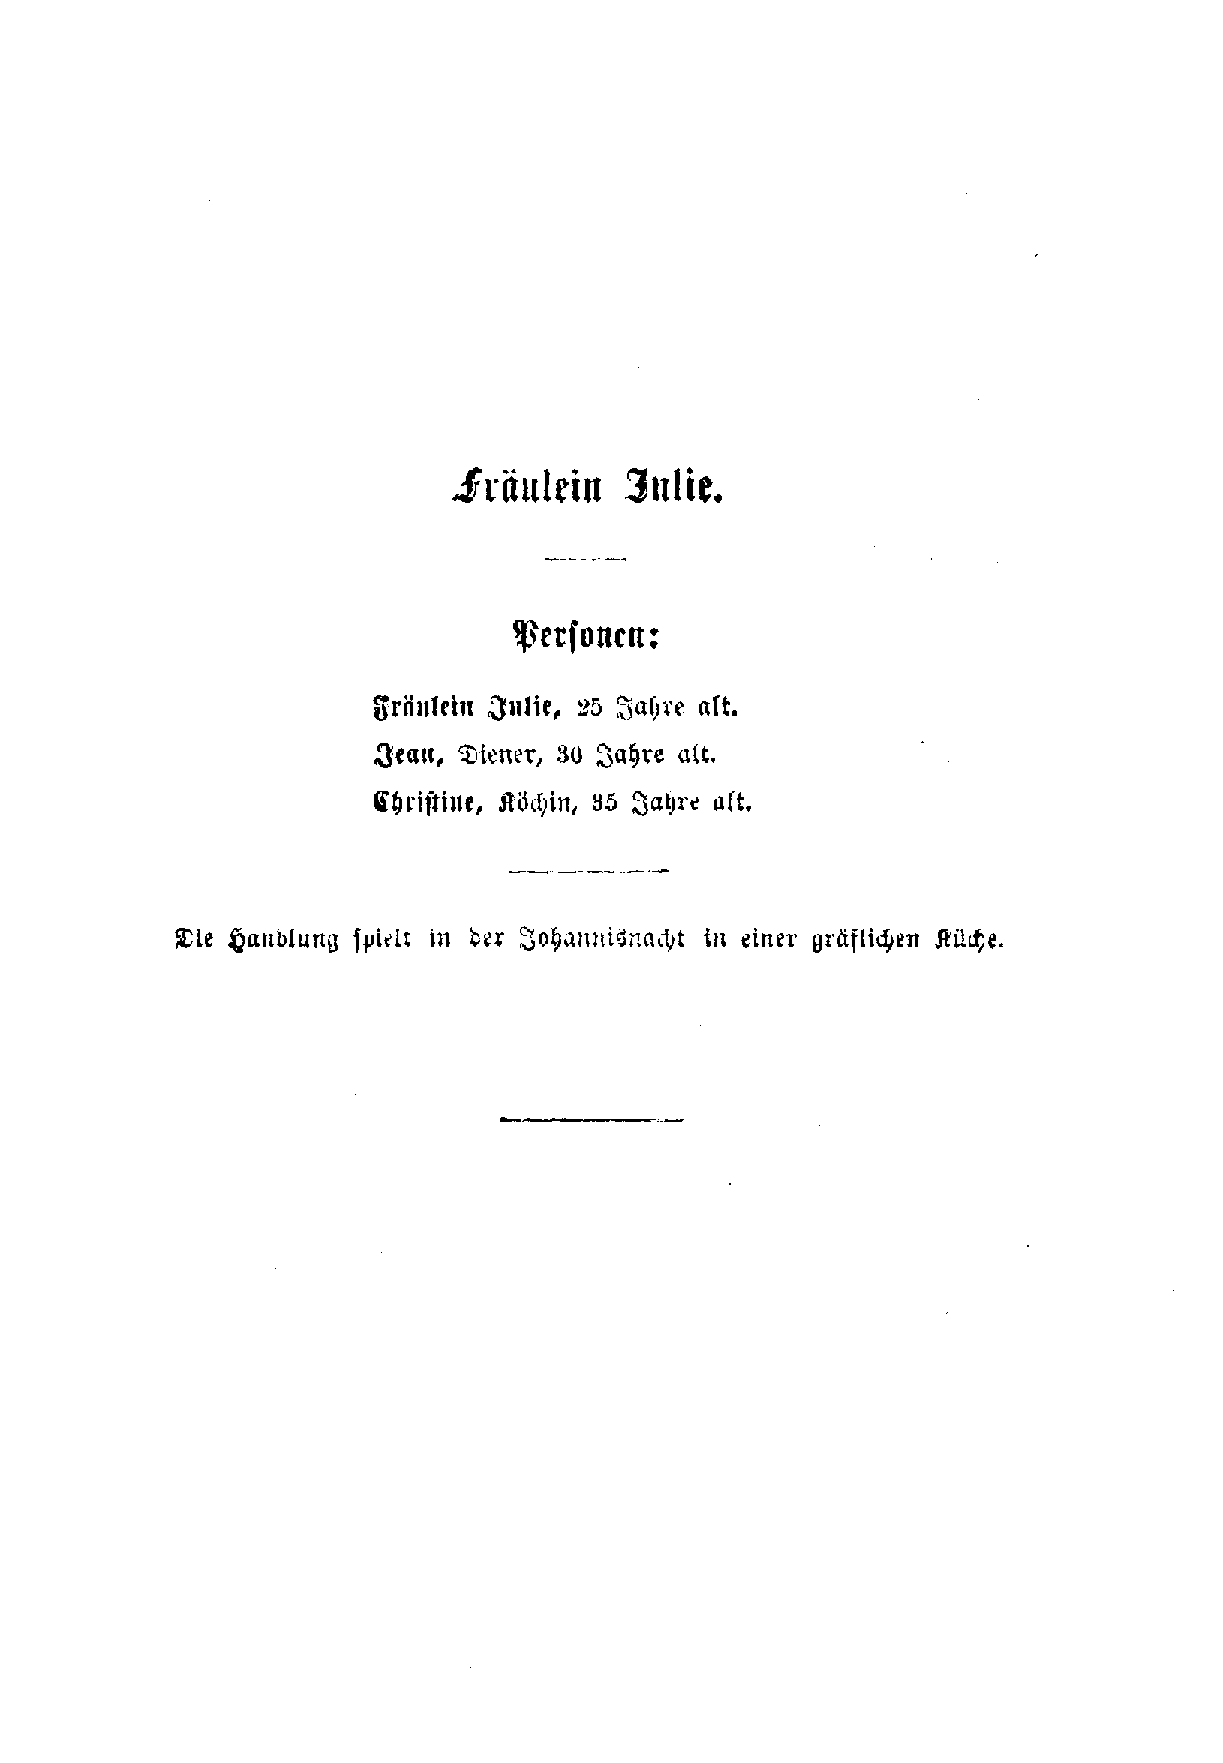 Fräulein Julie.
Personen:
Fräulein Julie, 25 Jahre alt.
Jean, Diener, 30 Jahre alt.
Christine, Köchin, 35 Jahre alt.
Die Handlung spielt in der Johannisnacht in einer gräflichen Küche.